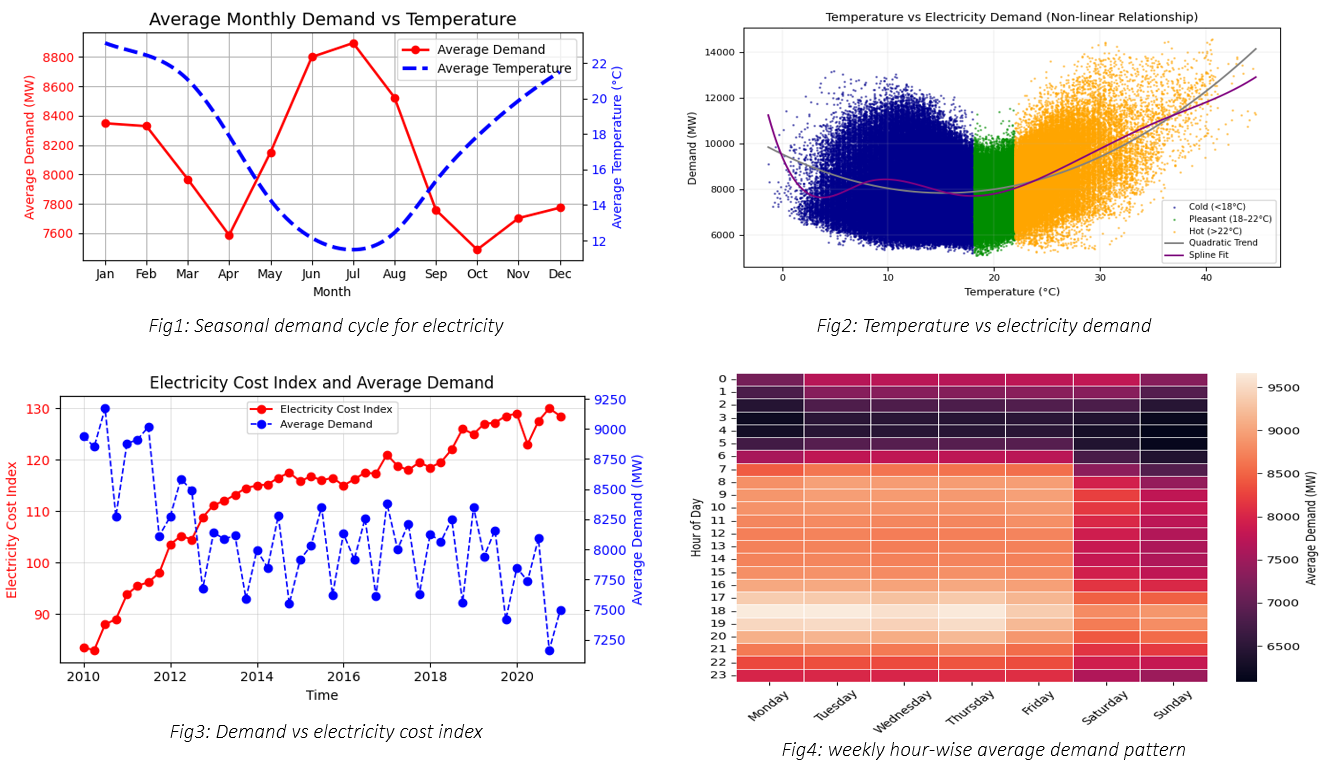 Average Monthly Demand vs Temperature
Average Demand (MW)
8800
8600
8400
8200
8000
7800
7600
Average Demand
Average Temperature
22
20
18
16
14
12
Average Temperature (°C)
Jan Feb Mar Apr May Jun Jul Aug Sep Oct Nov Dec
Month
Fig1: Seasonal demand cycle for electricity
Temperature vs Electricity Demand (Non-linear Relationship)
Demand (MW)
14000
12000
10000
8000
6000
Cold (<18°C)
Pleasant (18–22°C)
Hot (>22°C)
Quadratic Trend
Spline Fit
0 10 20 30 40
Temperature (°C)
Fig2: Temperature vs electricity demand
Electricity Cost Index and Average Demand
Electricity Cost Index
130
120
110
100
90
Electricity Cost Index
Average Demand
9250
9000
8750
8500
8250
8000
7750
7500
7250
Average Demand (MW)
2010 2012 2014 2016 2018 2020
Time
Fig3: Demand vs electricity cost index
Hour of Day
0
1
2
3
4
5
6
7
8
9
10
11
12
13
14
15
16
17
18
19
20
21
22
23
Monday Tuesday Wednesday Thursday Friday Saturday Sunday
9500
9000
8500
8000
7500
7000
6500
Average Demand (MW)
Fig4: weekly hour-wise average demand pattern